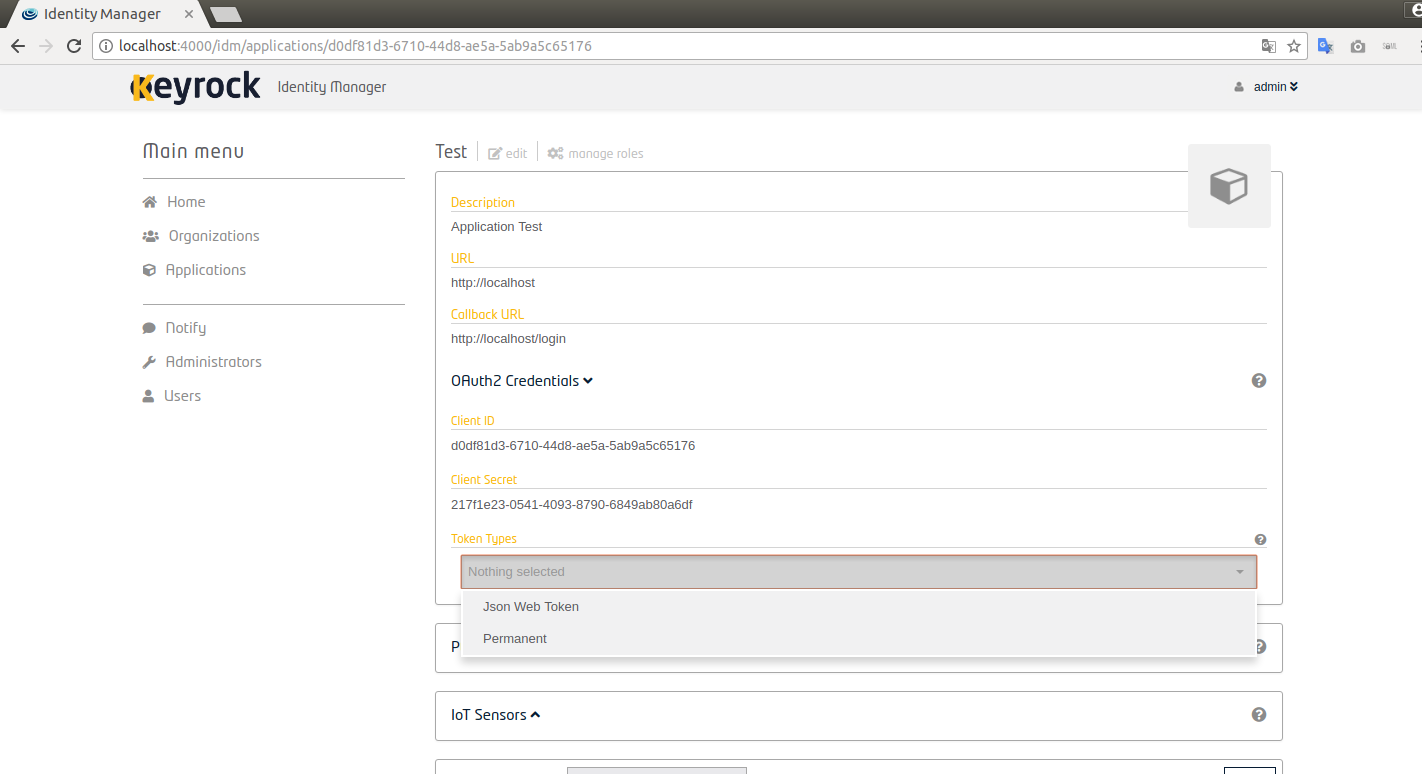 Identity Manager
localhost:4000/idm/applications/d0df81d3-6710-44d8-ae5a-5ab9a5c65176
Keyrock Identity Manager admin
Main menu
Home
Organizations
Applications
Notify
Administrators
Users
Test edit manage roles
Description
Application Test
URL
http://localhost
Callback URL
http://localhost/login
OAuth2 Credentials
Client ID
d0df81d3-6710-44d8-ae5a-5ab9a5c65176
Client Secret
217f1e23-0541-4093-8790-6849ab80a6df
Token Types
Nothing selected
Json Web Token
Permanent
P
IoT Sensors